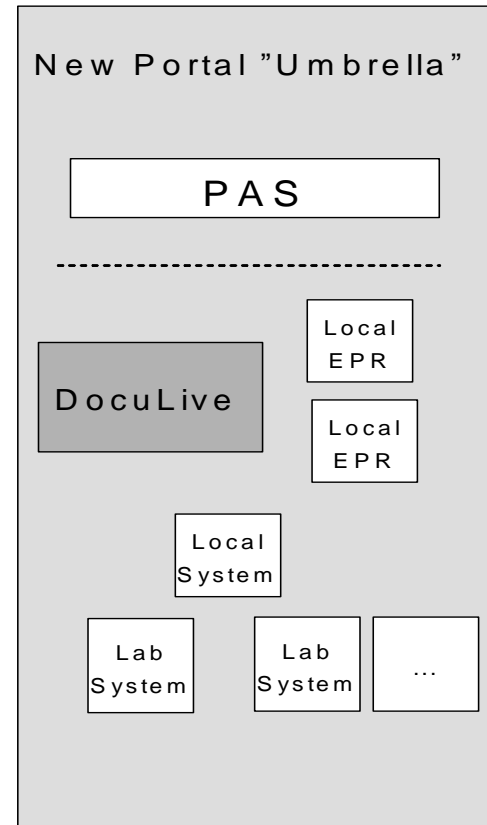 New Portal "Umbrella"
PAS
Local
EPR
DocuLive
Local
EPR
Local
System
Lab
System
Lab
System
...